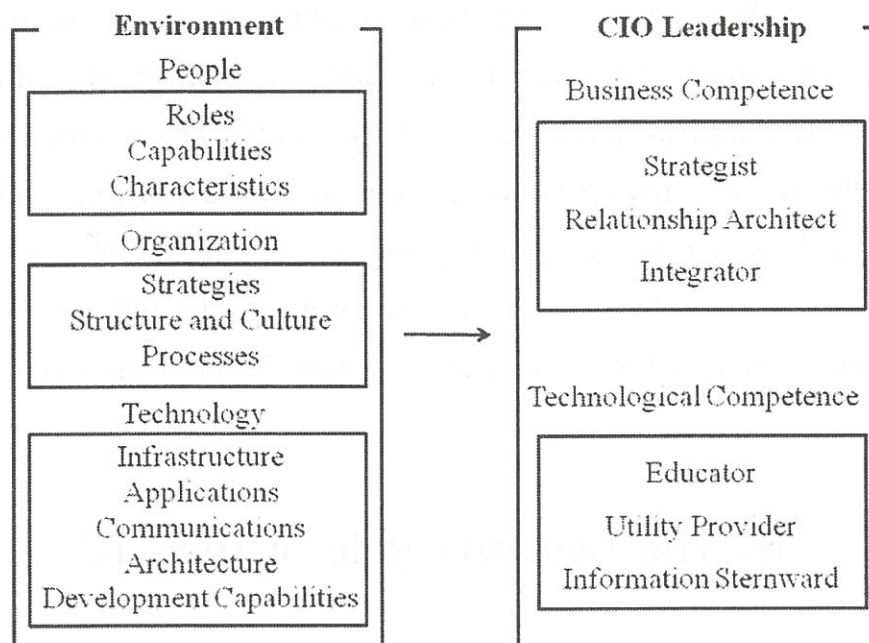 Environment
People
Roles
Capabilities
Characteristics
Organization
Strategies
Structure and Culture
Processes
Technology
Infrastructure
Applications
Communications
Architecture
Development Capabilities
CIO Leadership
Business Competence
Strategist
Relationship Architect
Integrator
Technological Competence
Educator
Utility Provider
Information Sternward